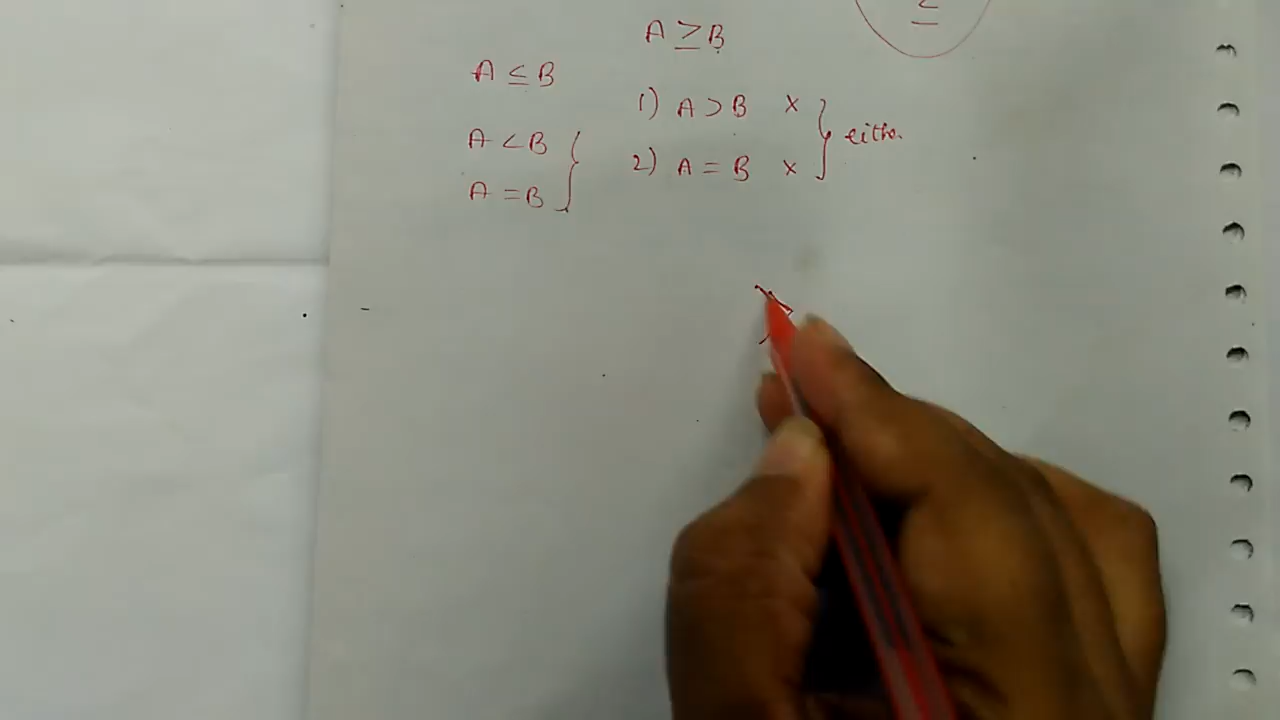 ≤
A ≥ B
1) A > B ×
2) A = B ×
either
A ≤ B
A < B
A = B